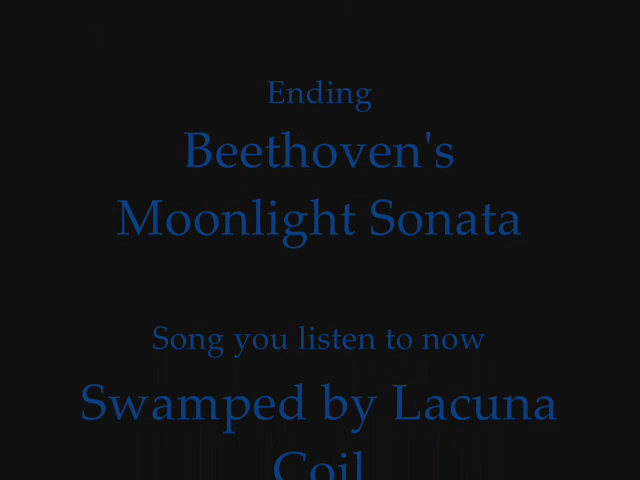 Ending
Beethoven's
Moonlight Sonata
Song you listen to now
Swamped by Lacuna
Coil